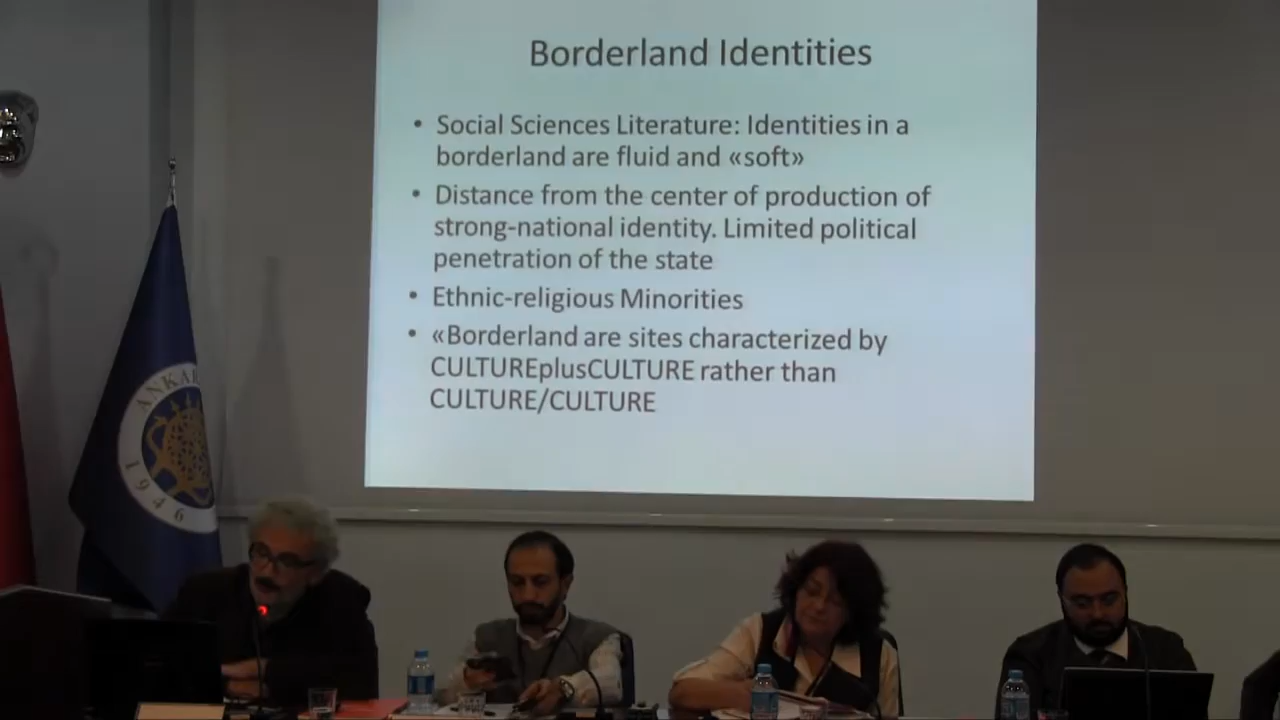 Borderland Identities
• Social Sciences Literature: Identities in a
borderland are fluid and «soft»
• Distance from the center of production of
strong-national identity. Limited political
penetration of the state
• Ethnic-religious Minorities
• «Borderland are sites characterized by
CULTUREplusCULTURE rather than
CULTURE/CULTURE
1946